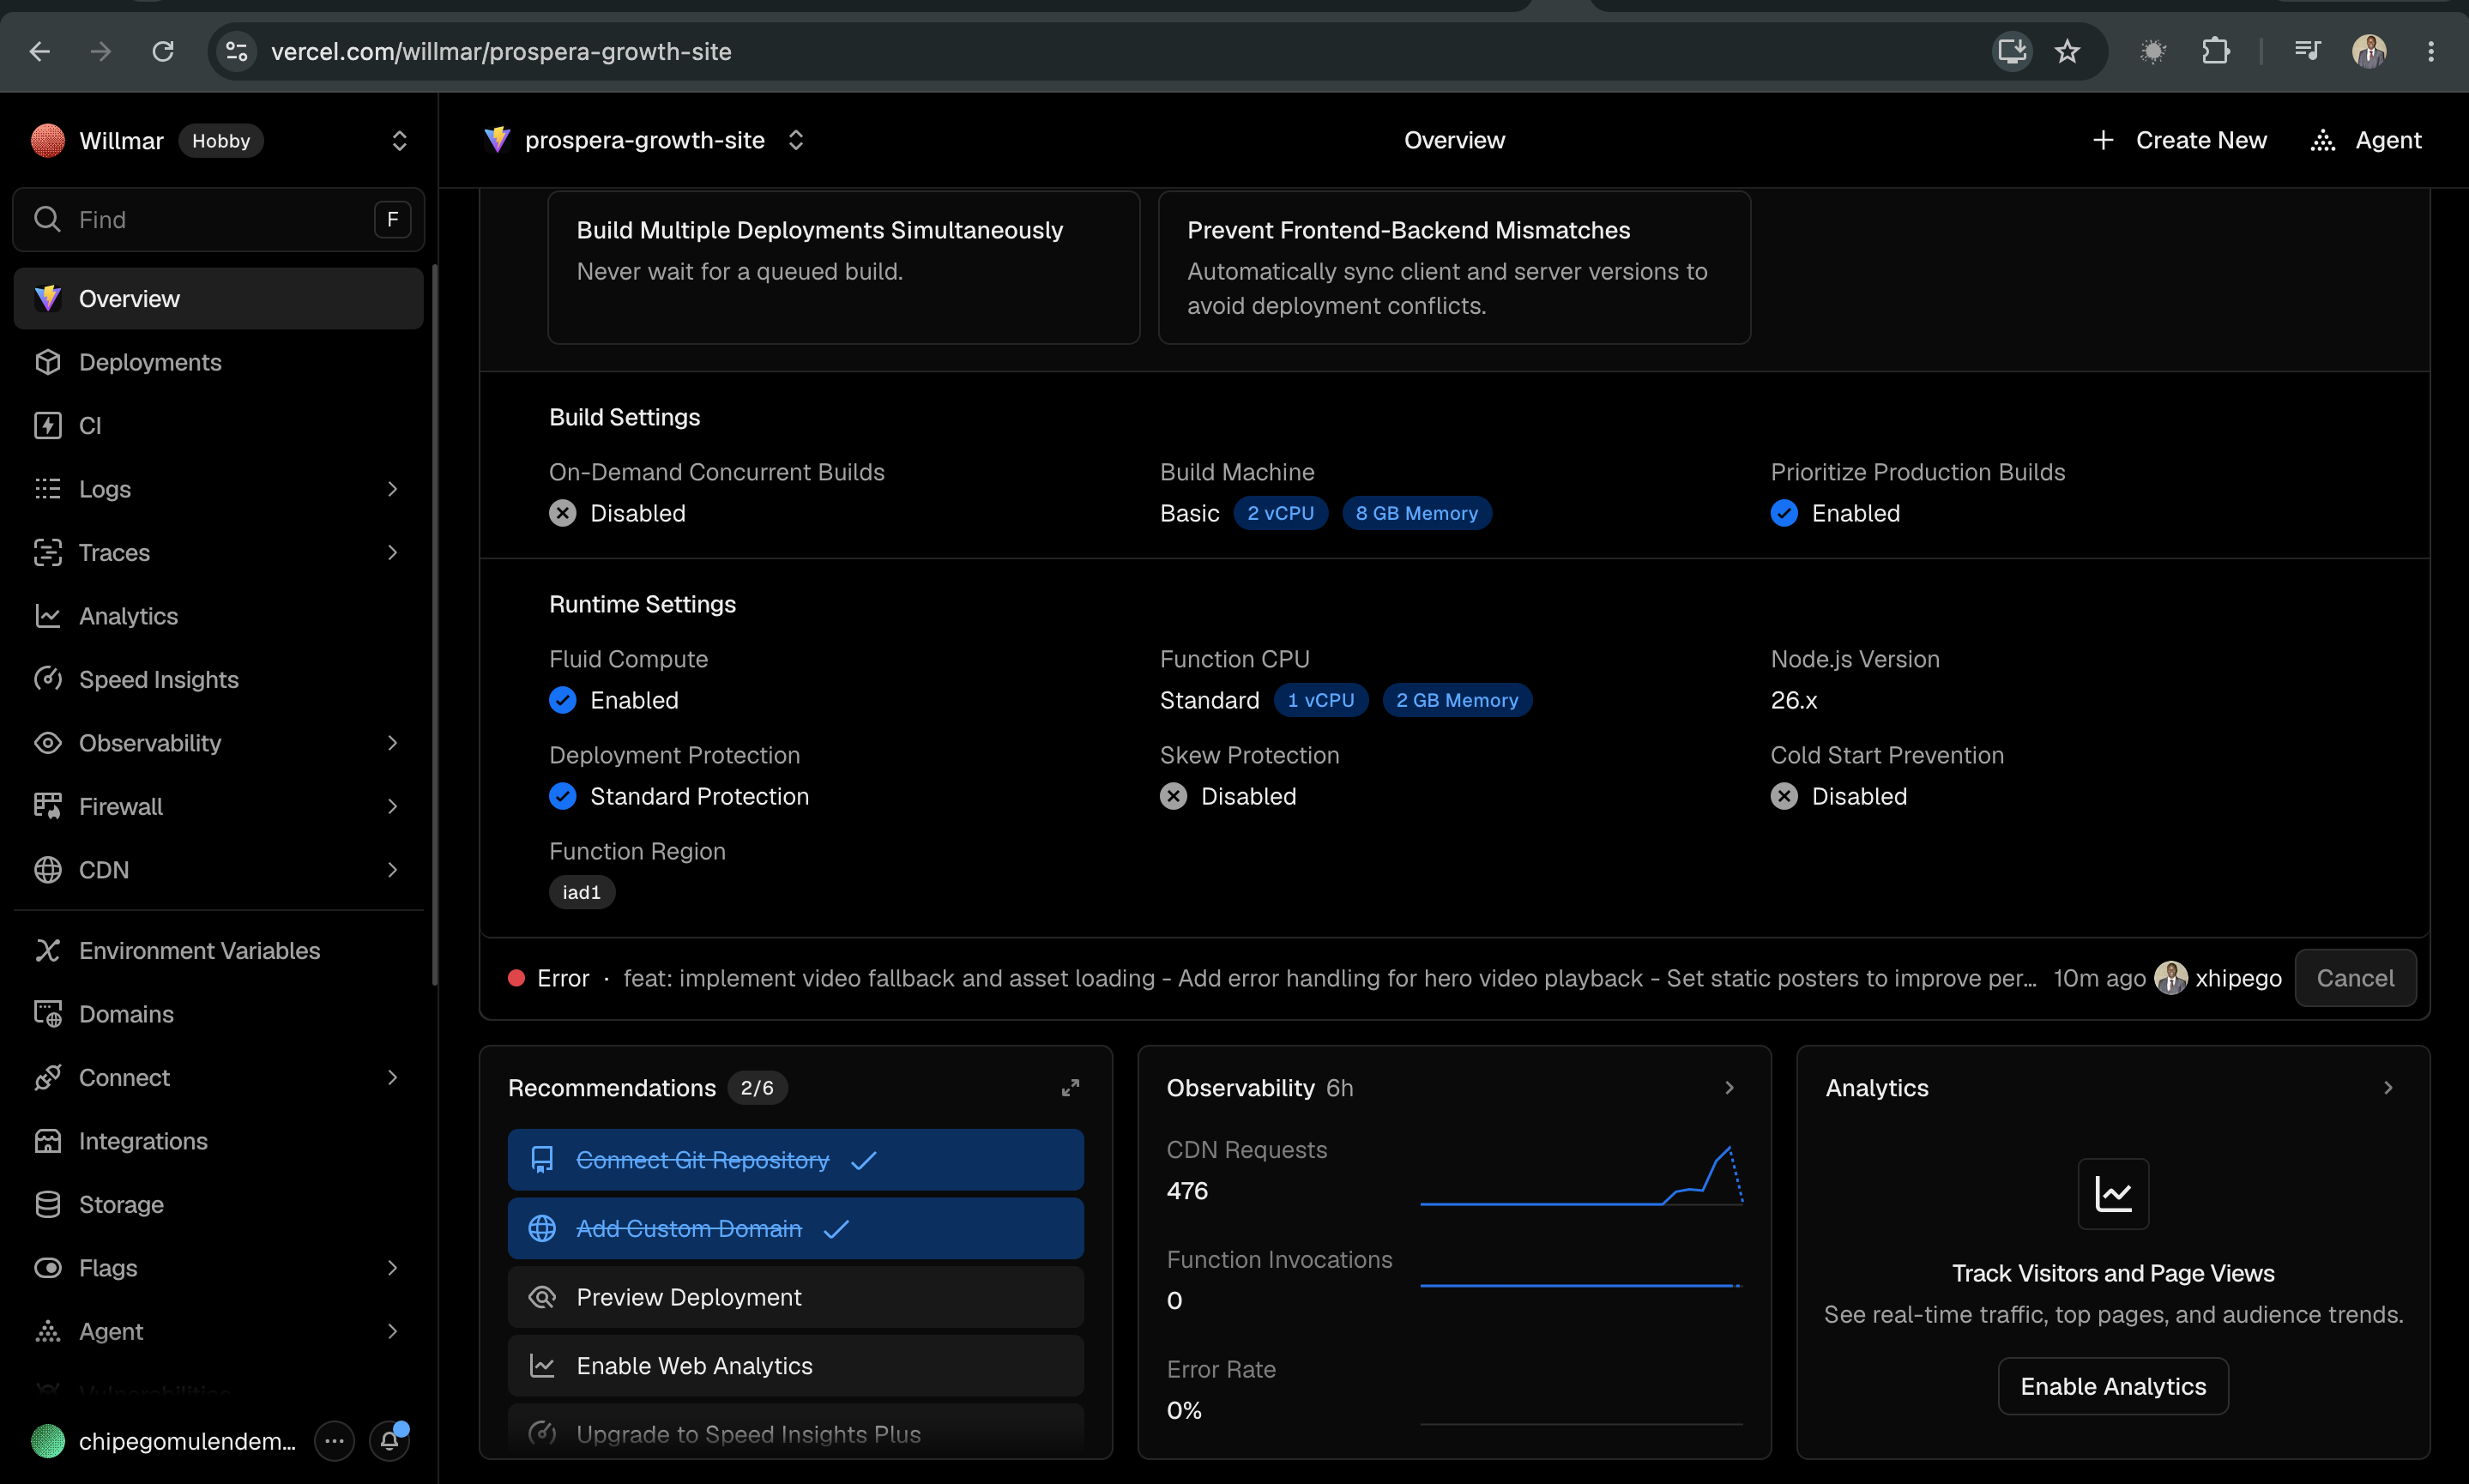 vercel.com/willmar/prospera-growth-site
Willmar Hobby
Find F
Overview
Deployments
CI
Logs
Traces
Analytics
Speed Insights
Observability
Firewall
CDN
Environment Variables
Domains
Connect
Integrations
Storage
Flags
Agent
Vulnerabilities
chipegomulendem...
prospera-growth-site
Overview
Create New
Agent
Build Multiple Deployments Simultaneously
Never wait for a queued build.
Prevent Frontend-Backend Mismatches
Automatically sync client and server versions to
avoid deployment conflicts.
Build Settings
On-Demand Concurrent Builds
Disabled
Build Machine
Basic 2 vCPU 8 GB Memory
Prioritize Production Builds
Enabled
Runtime Settings
Fluid Compute
Enabled
Function CPU
Standard 1 vCPU 2 GB Memory
Node.js Version
26.x
Deployment Protection
Standard Protection
Skew Protection
Disabled
Cold Start Prevention
Disabled
Function Region
iad1
Error · feat: implement video fallback and asset loading - Add error handling for hero video playback - Set static posters to improve per... 10m ago xhipego Cancel
Recommendations 2/6
Connect Git Repository
Add Custom Domain
Preview Deployment
Enable Web Analytics
Upgrade to Speed Insights Plus
Observability 6h
CDN Requests
476
Function Invocations
0
Error Rate
0%
Analytics
Track Visitors and Page Views
See real-time traffic, top pages, and audience trends.
Enable Analytics